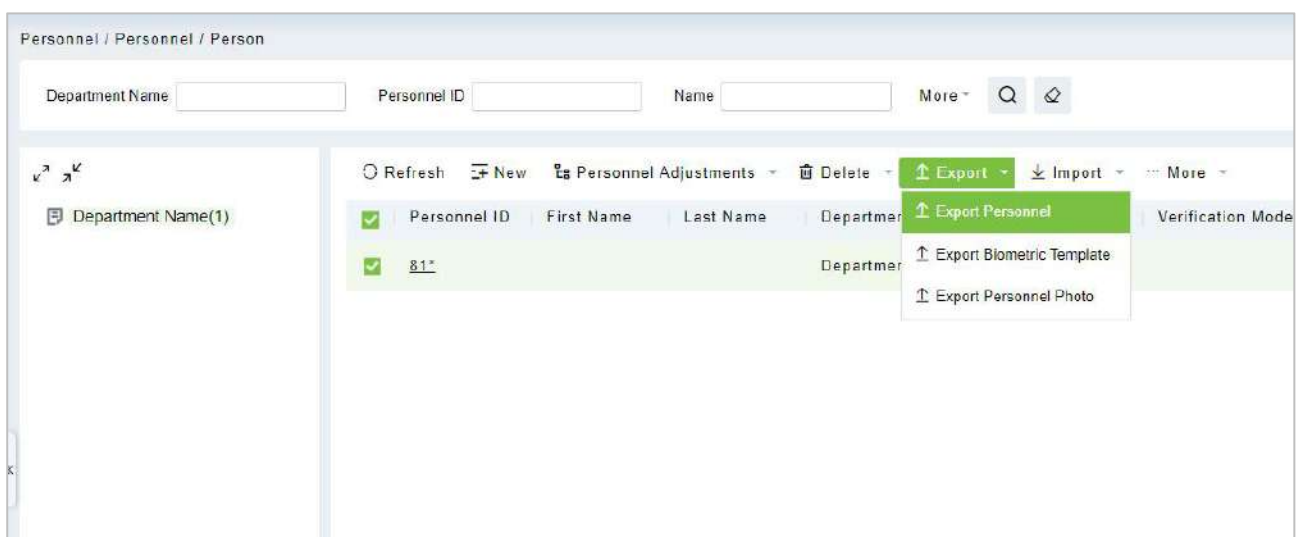 Personnel / Personnel / Person
Department Name Personnel ID Name More
Refresh New Personnel Adjustments Delete Export Import ··· More
Department Name(1)
Personnel ID First Name Last Name Departmer Export Personnel Verification Mode
81* Departmer Export Biometric Template
Export Personnel Photo